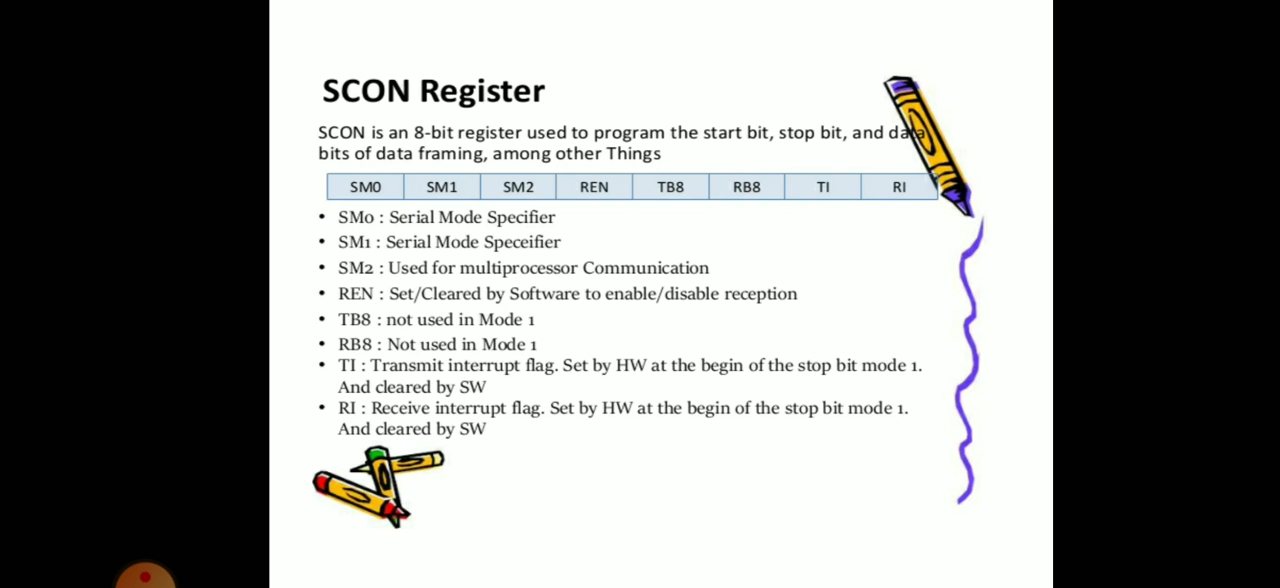 SCON Register
SCON is an 8-bit register used to program the start bit, stop bit, and data
bits of data framing, among other Things
SM0 SM1 SM2 REN TB8 RB8 TI RI
• SM0 : Serial Mode Specifier
• SM1 : Serial Mode Speceifier
• SM2 : Used for multiprocessor Communication
• REN : Set/Cleared by Software to enable/disable reception
• TB8 : not used in Mode 1
• RB8 : Not used in Mode 1
• TI : Transmit interrupt flag. Set by HW at the begin of the stop bit mode 1.
And cleared by SW
• RI : Receive interrupt flag. Set by HW at the begin of the stop bit mode 1.
And cleared by SW